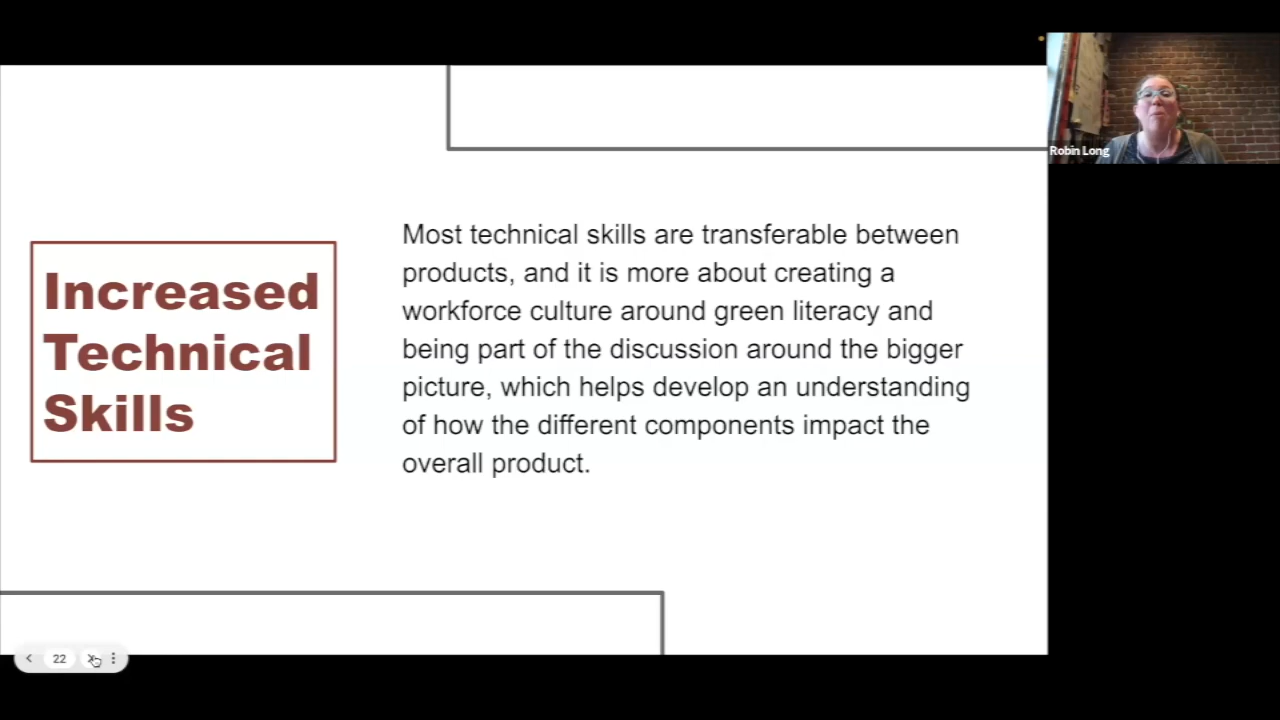 Robin Long
Increased
Technical
Skills
Most technical skills are transferable between
products, and it is more about creating a
workforce culture around green literacy and
being part of the discussion around the bigger
picture, which helps develop an understanding
of how the different components impact the
overall product.
22